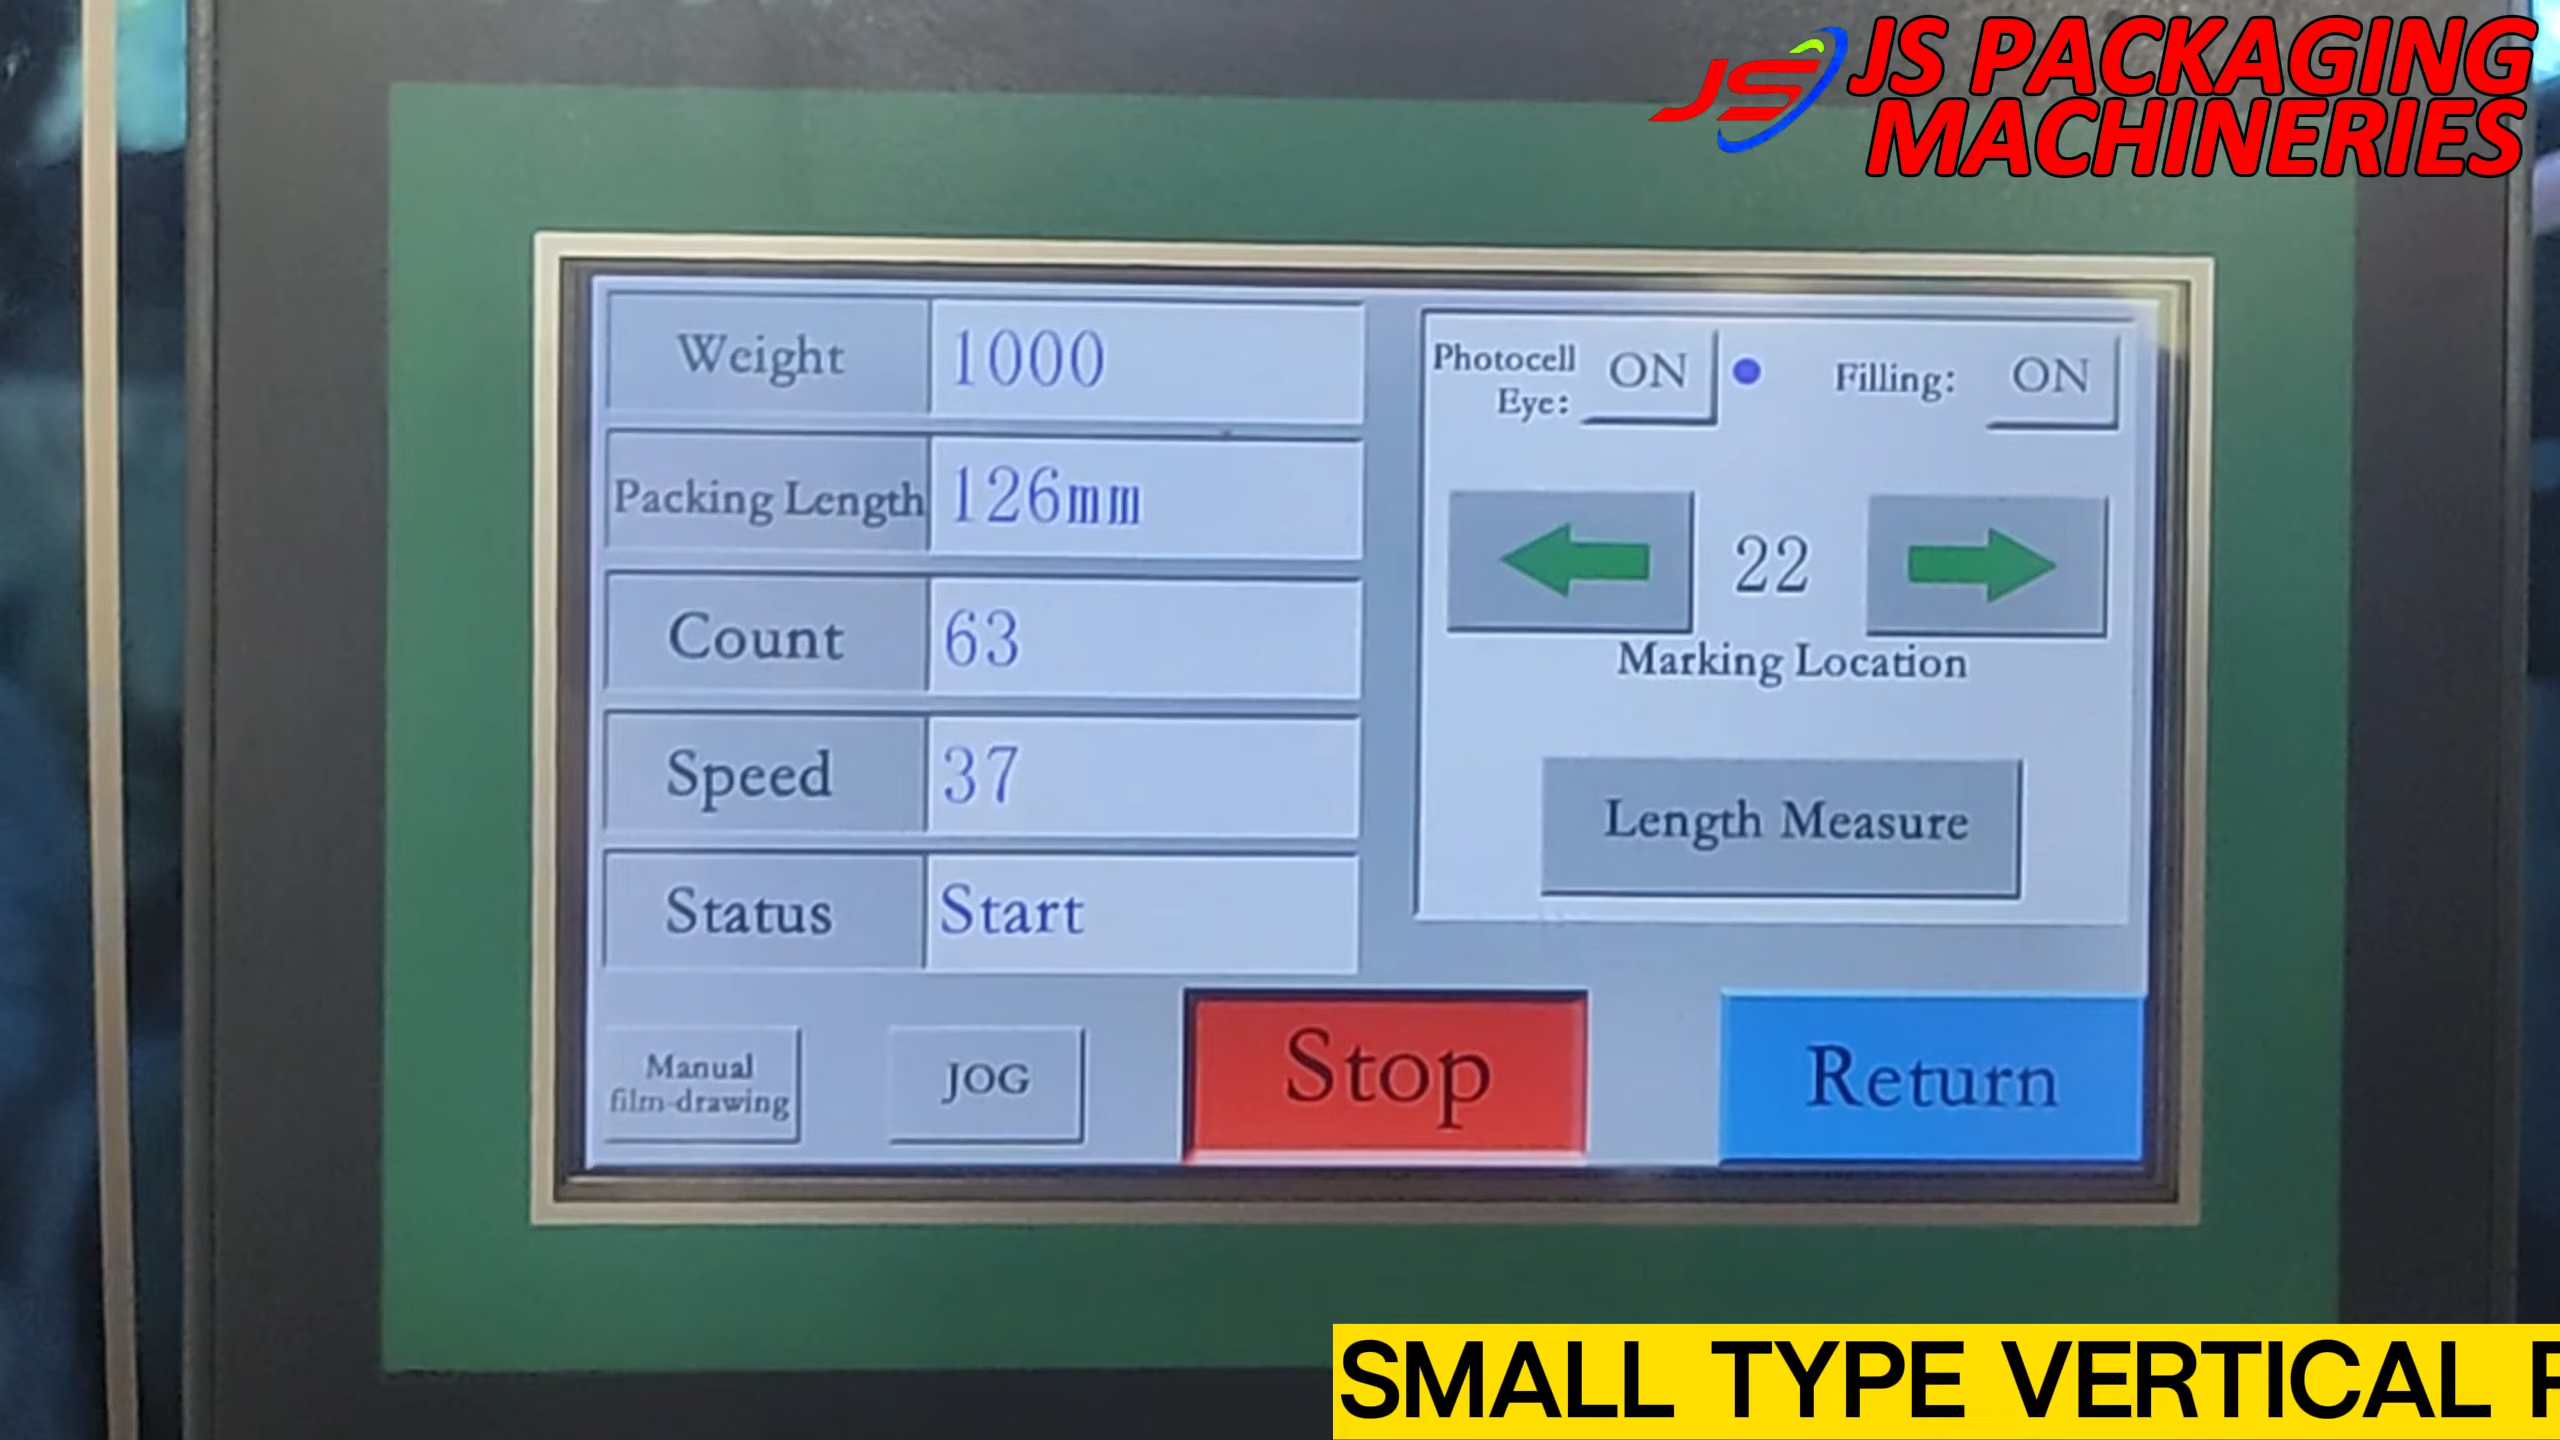 JS
JS PACKAGING
MACHINERIES
Weight 1000
Packing Length 126mm
Count 63
Speed 37
Status Start
Photocell
Eye: ON
Filling: ON
22
Marking Location
Length Measure
Manual
film-drawing
JOG
Stop
Return
SMALL TYPE VERTICAL